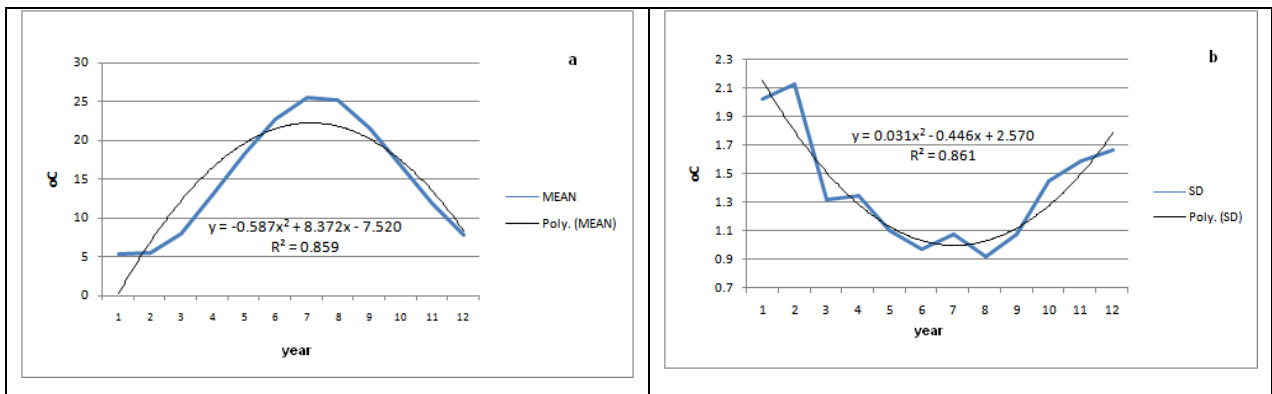 a
30
25
20
15
10
5
0
oC
y = -0.587x² + 8.372x - 7.520
R² = 0.859
1 2 3 4 5 6 7 8 9 10 11 12
year
MEAN
Poly. (MEAN)
b
2.3
2.1
1.9
1.7
1.5
1.3
1.1
0.9
0.7
oC
y = 0.031x² - 0.446x + 2.570
R² = 0.861
1 2 3 4 5 6 7 8 9 10 11 12
year
SD
Poly. (SD)